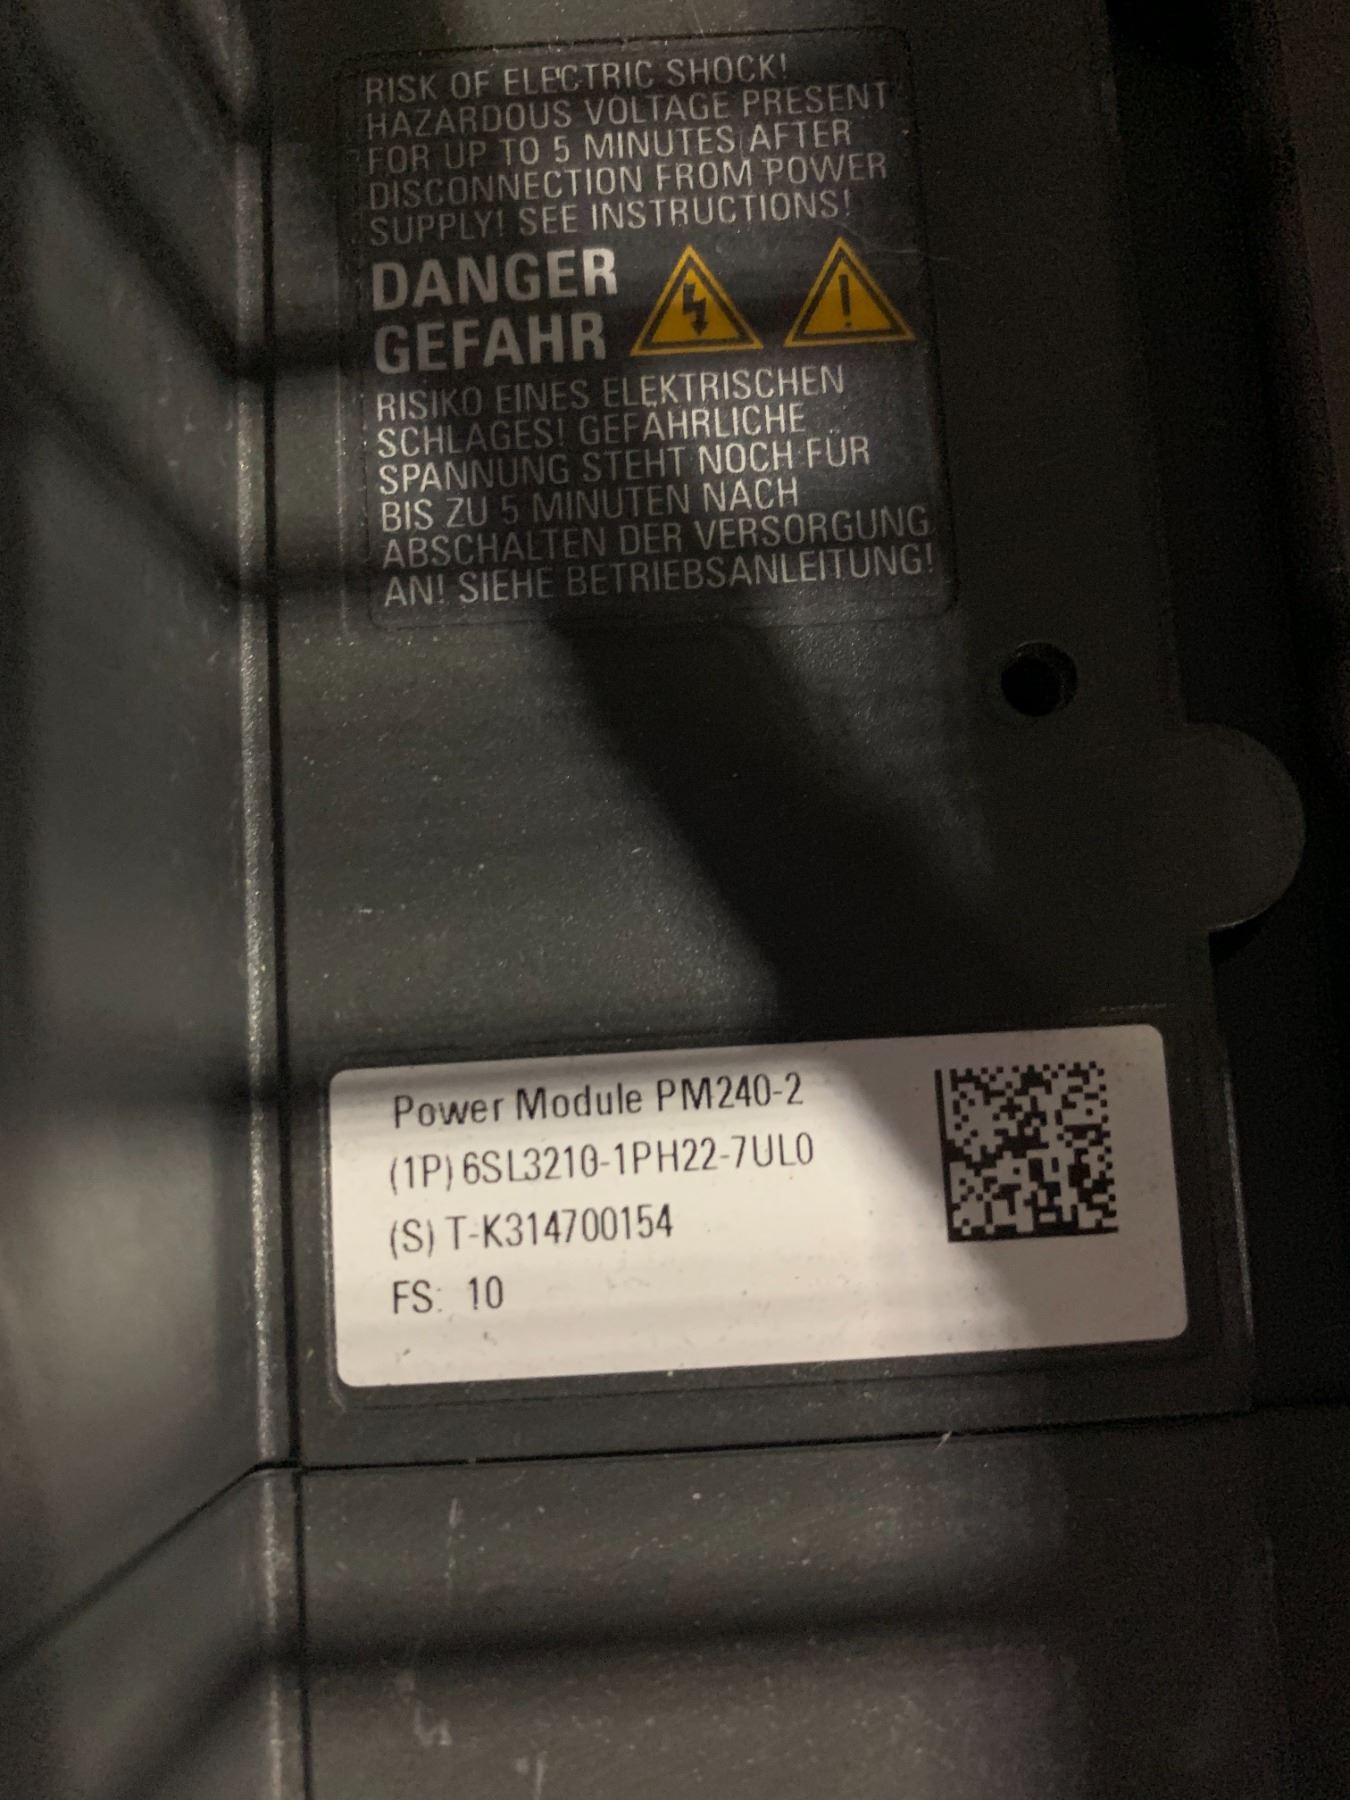 RISK OF ELECTRIC SHOCK!
HAZARDOUS VOLTAGE PRESENT
FOR UP TO 5 MINUTES AFTER
DISCONNECTION FROM POWER
SUPPLY! SEE INSTRUCTIONS!
DANGER
GEFAHR
RISIKO EINES ELEKTRISCHEN
SCHLAGES! GEFÄHRLICHE
SPANNUNG STEHT NOCH FÜR
BIS ZU 5 MINUTEN NACH
ABSCHALTEN DER VERSORGUNG
AN! SIEHE BETRIEBSANLEITUNG!
Power Module PM240-2
(1P) 6SL3210-1PH22-7UL0
(S) T-K314700154
FS: 10